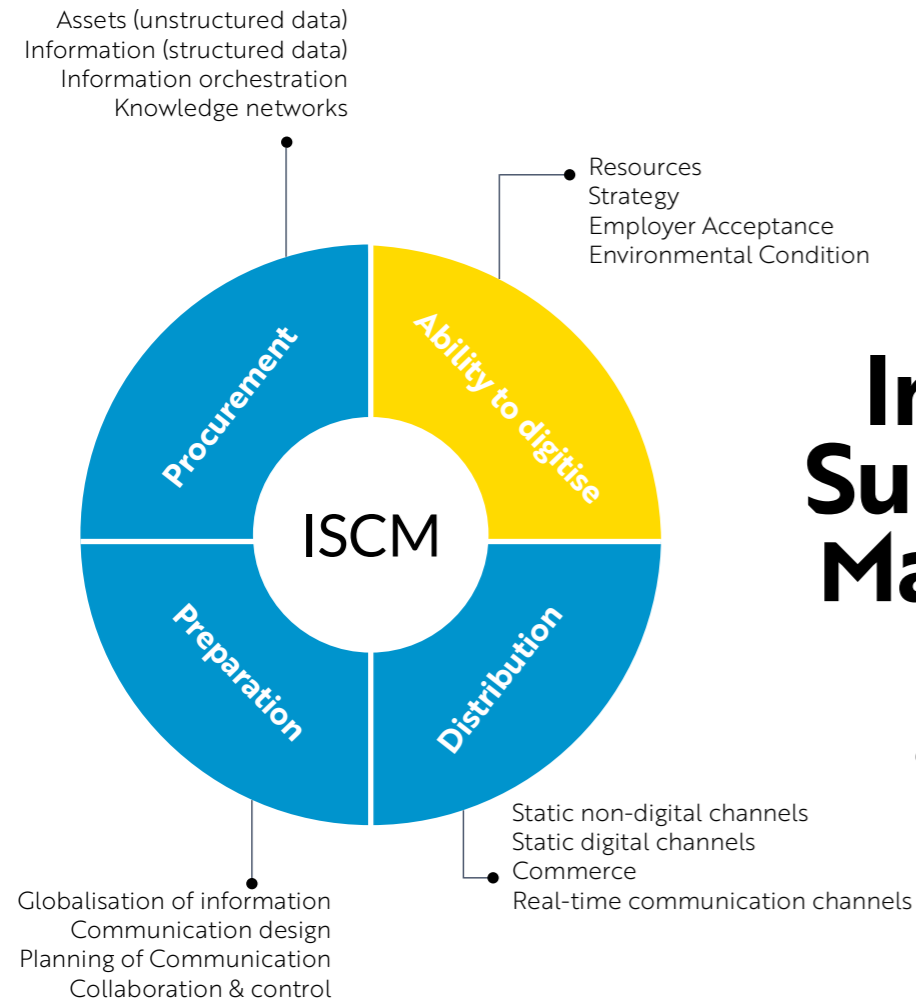 Assets (unstructured data)
Information (structured data)
Information orchestration
Knowledge networks
Resources
Strategy
Employer Acceptance
Environmental Condition
Procurement
Ability to digitise
ISCM
Preparation
Distribution
Su
Ma
Static non-digital channels
Static digital channels
Commerce
Real-time communication channels
Globalisation of information
Communication design
Planning of Communication
Collaboration & control